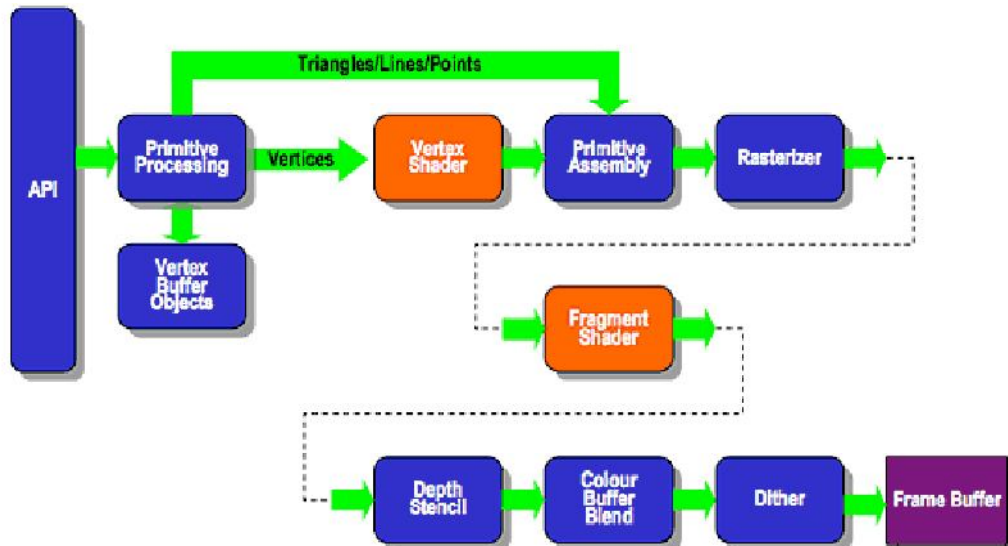 Triangles/Lines/Points
API
Primitive
Processing
Vertices
Vertex
Shader
Primitive
Assembly
Rasterizer
Vertex
Buffer
Objects
Fragment
Shader
Depth
Stencil
Colour
Buffer
Blend
Dither
Frame Buffer